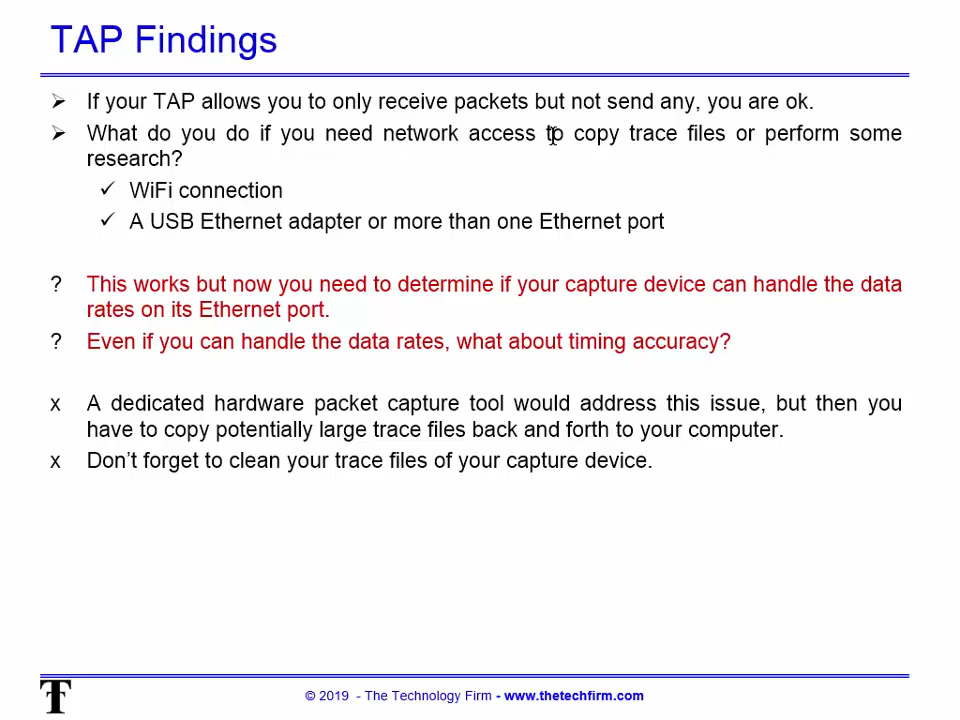 TAP Findings
If your TAP allows you to only receive packets but not send any, you are ok.
What do you do if you need network access to copy trace files or perform some
research?
✓ WiFi connection
✓ A USB Ethernet adapter or more than one Ethernet port
? This works but now you need to determine if your capture device can handle the data
rates on its Ethernet port.
? Even if you can handle the data rates, what about timing accuracy?
x A dedicated hardware packet capture tool would address this issue, but then you
have to copy potentially large trace files back and forth to your computer.
x Don't forget to clean your trace files of your capture device.
© 2019 - The Technology Firm - www.thetechfirm.com